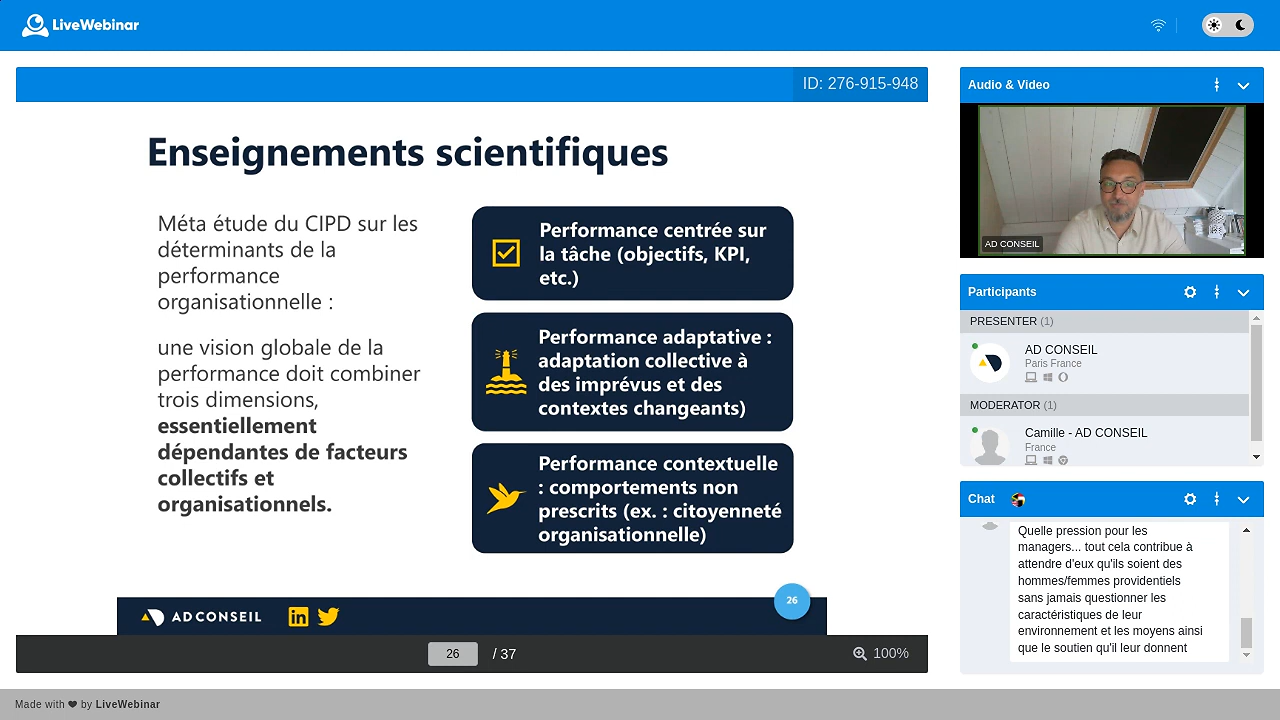 LiveWebinar
ID: 276-915-948
Enseignements scientifiques
Méta étude du CIPD sur les
déterminants de la
performance
organisationnelle :
une vision globale de la
performance doit combiner
trois dimensions,
essentiellement
dépendantes de facteurs
collectifs et
organisationnels.
Performance centrée sur
la tâche (objectifs, KPI,
etc.)
Performance adaptative :
adaptation collective à
des imprévus et des
contextes changeants)
Performance contextuelle
: comportements non
prescrits (ex. : citoyenneté
organisationnelle)
AD CONSEIL
26
26 / 37
100%
Audio & Video
AD CONSEIL
Participants
PRESENTER (1)
AD CONSEIL
Paris France
MODERATOR (1)
Camille - AD CONSEIL
France
Chat
Quelle pression pour les
managers... tout cela contribue à
attendre d'eux qu'ils soient des
hommes/femmes providentiels
sans jamais questionner les
caractéristiques de leur
environnement et les moyens ainsi
que le soutien qu'il leur donnent
Made with ❤ by LiveWebinar